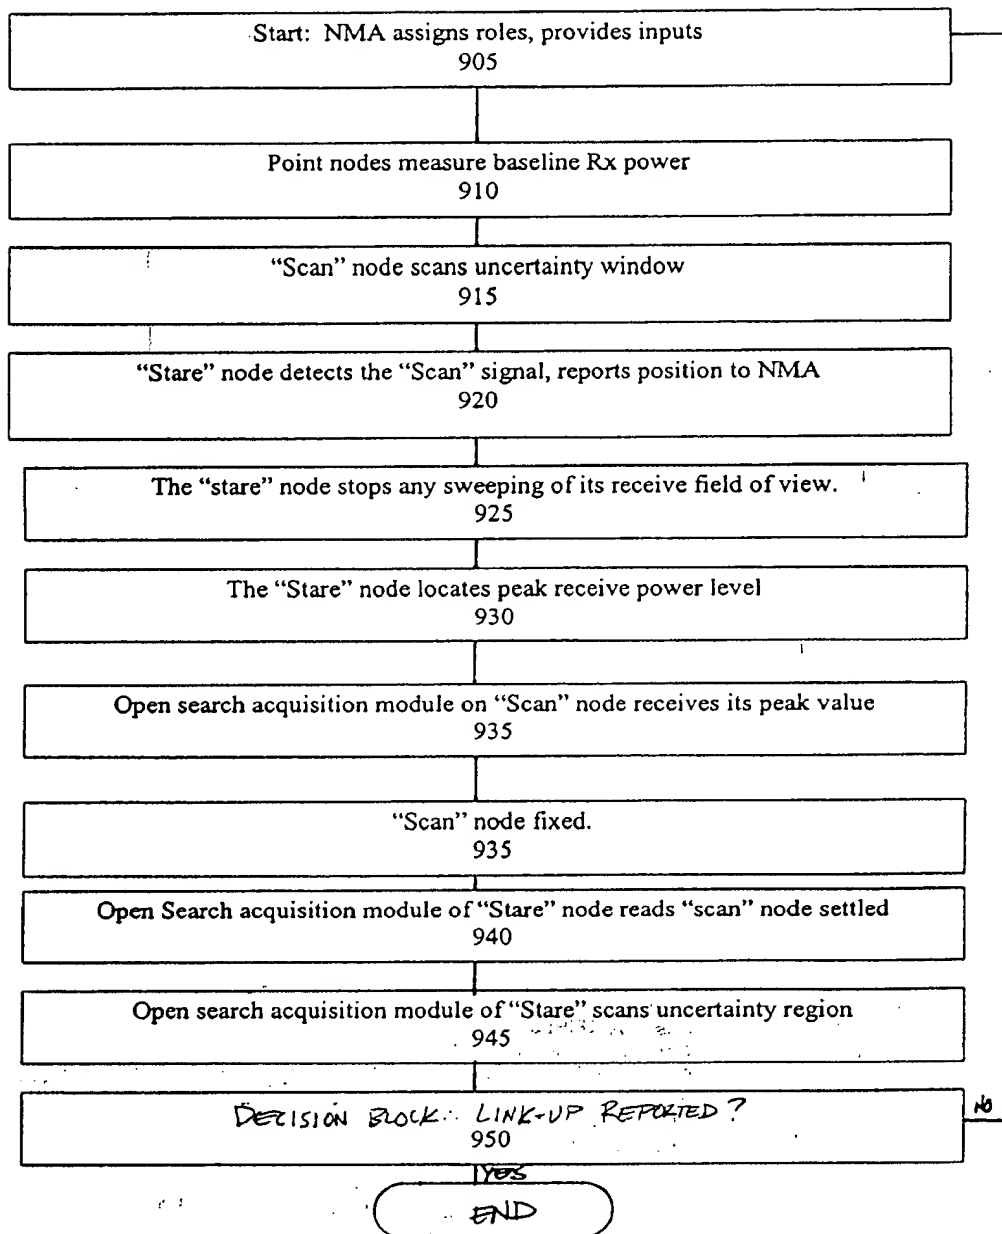 Start: NMA assigns roles, provides inputs
905
Point nodes measure baseline Rx power
910
“Scan” node scans uncertainty window
915
“Stare” node detects the “Scan” signal, reports position to NMA
920
The “stare” node stops any sweeping of its receive field of view.
925
The “Stare” node locates peak receive power level
930
Open search acquisition module on “Scan” node receives its peak value
935
“Scan” node fixed.
935
Open Search acquisition module of “Stare” node reads “scan” node settled
940
Open search acquisition module of “Stare” scans uncertainty region
945
DECISION BLOCK: LINK-UP REPORTED?
950
NO
YES
END